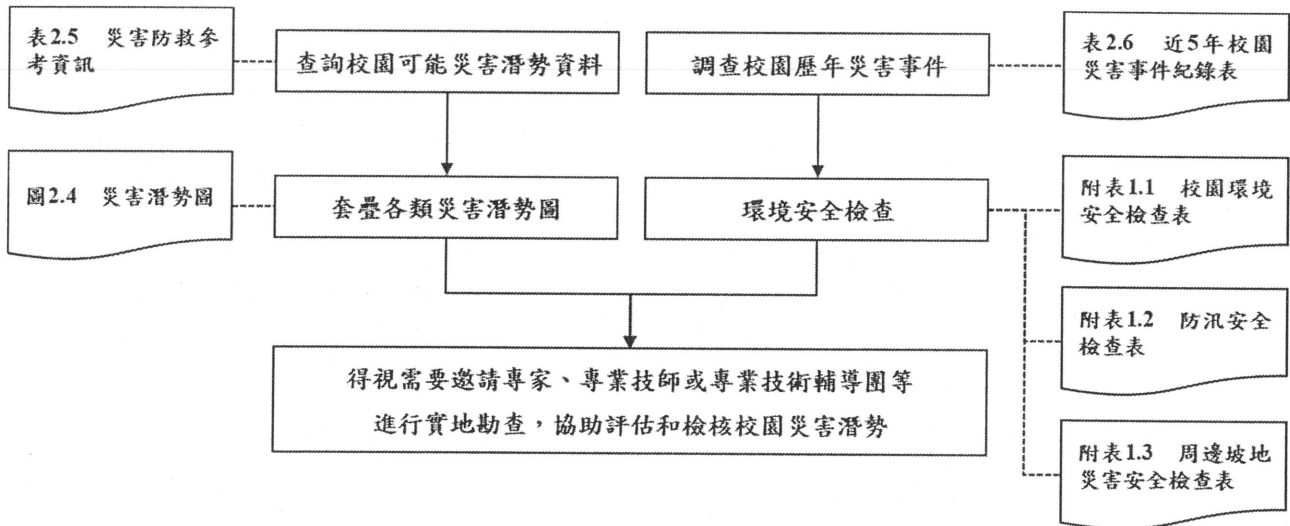 表2.5 災害防救參
考資訊
查詢校園可能災害潛勢資料
調查校園歷年災害事件
表2.6 近5年校園
災害事件紀錄表
圖2.4 災害潛勢圖
套疊各類災害潛勢圖
環境安全檢查
附表1.1 校園環境
安全檢查表
附表1.2 防汛安全
檢查表
得視需要邀請專家、專業技師或專業技術輔導團等
進行實地勘查，協助評估和檢核校園災害潛勢
附表1.3 周邊坡地
災害安全檢查表